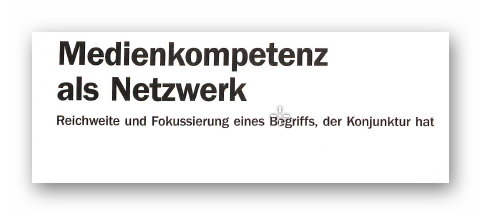 Medienkompetenz
als Netzwerk
Reichweite und Fokussierung eines Begriffs, der Konjunktur hat